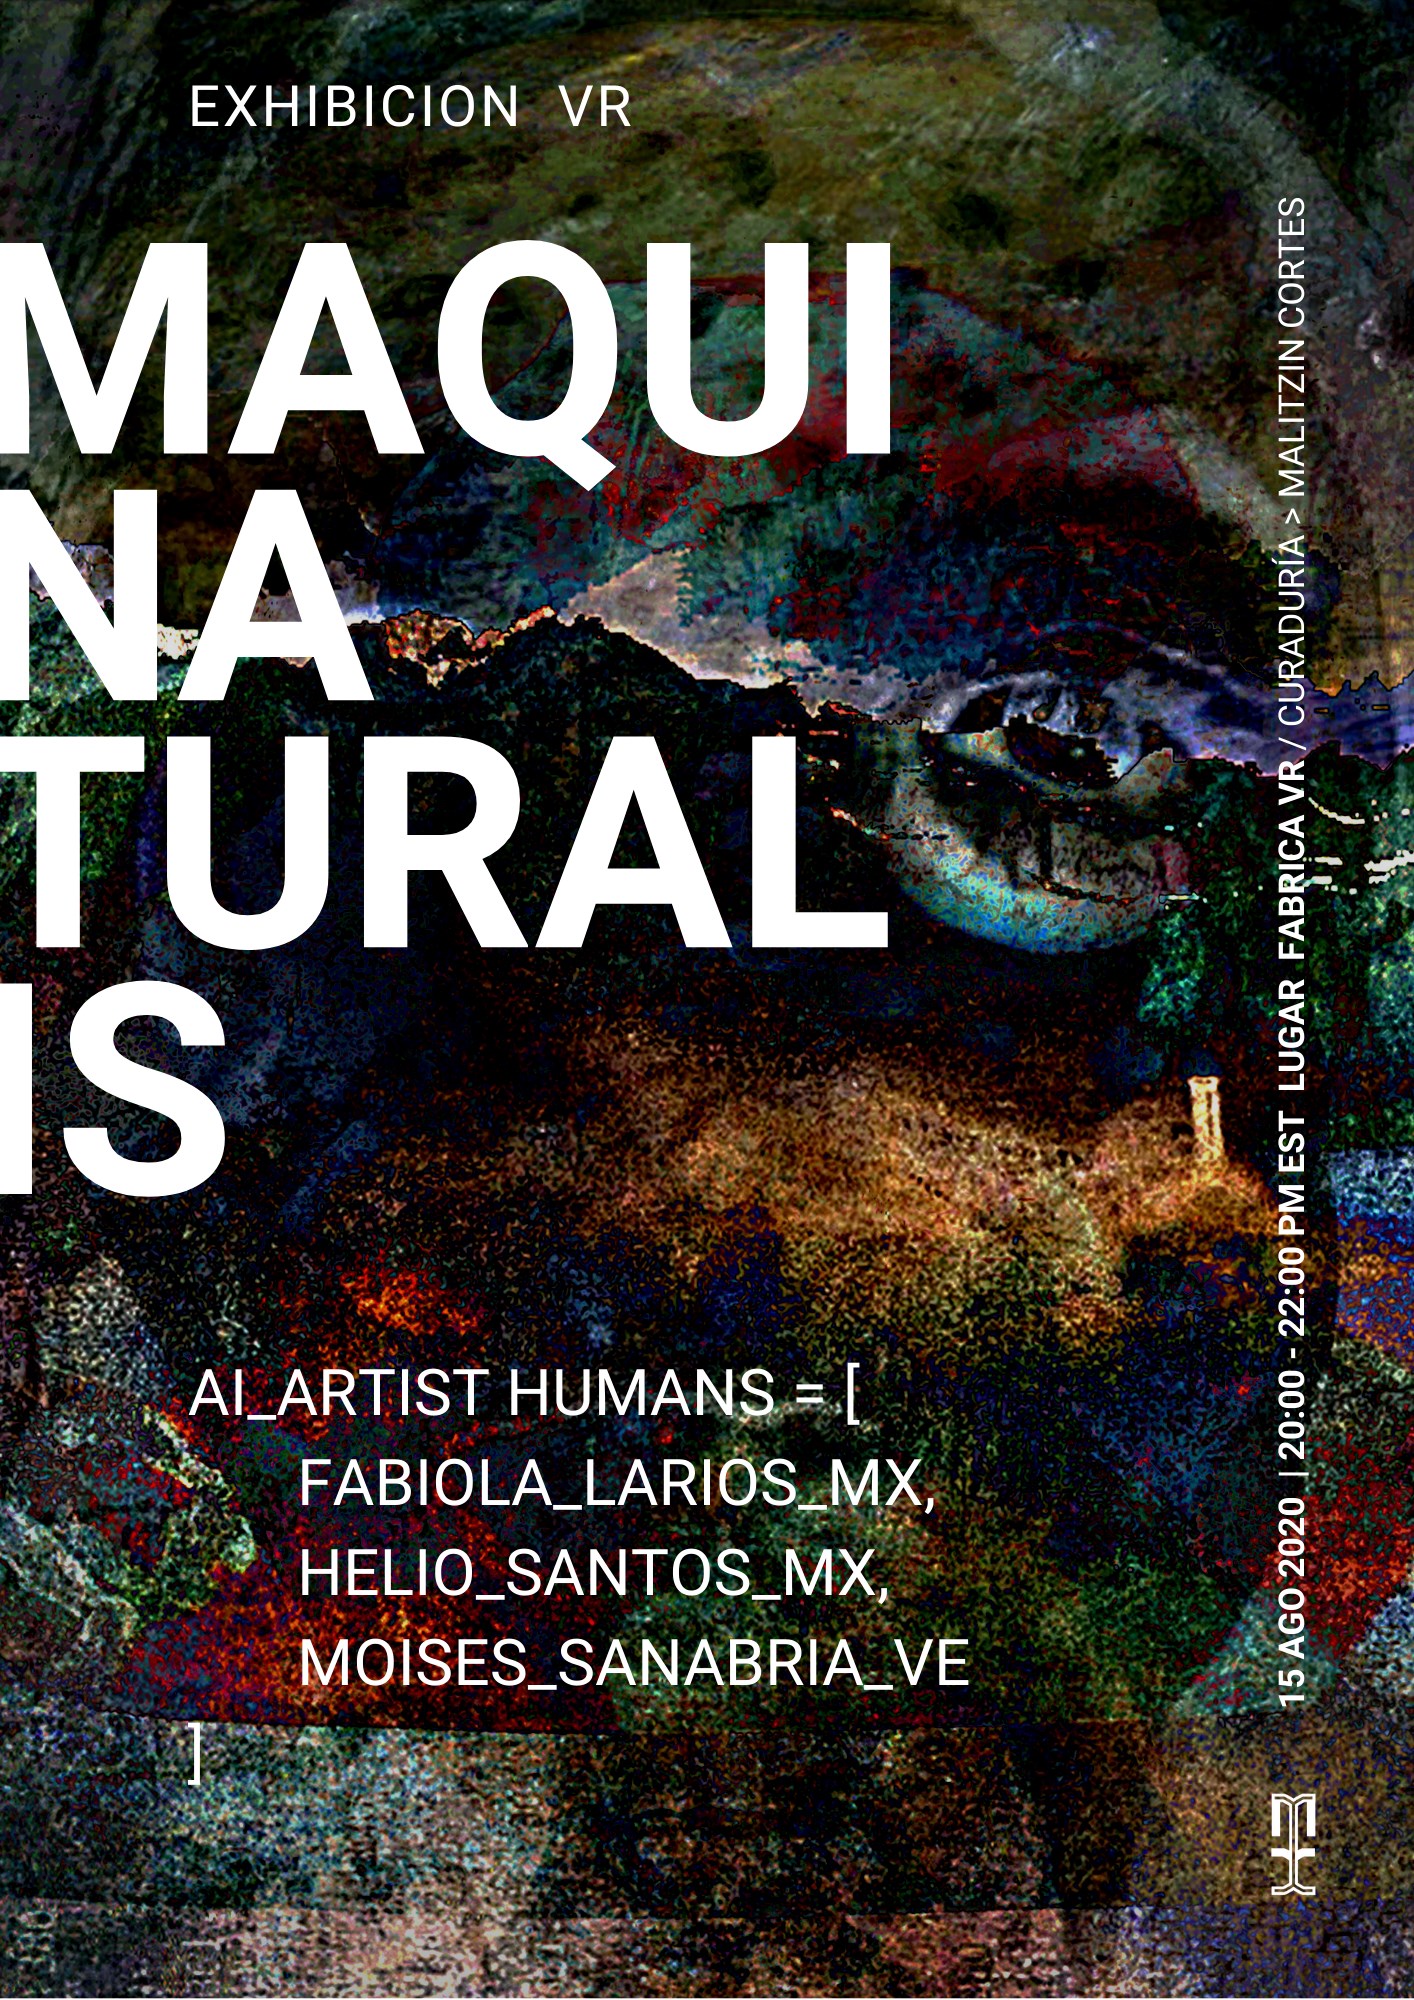 EXHIBICION VR
MAQUI
NA
TURAL
IS
AI_ARTIST HUMANS = [
FABIOLA_LARIOS_MX,
HELIO_SANTOS_MX,
MOISES_SANABRIA_VE
]
15 AGO 2020 | 20:00 - 22:00 PM EST LUGAR FABRICA VR / CURADURÍA > MALITZIN CORTES